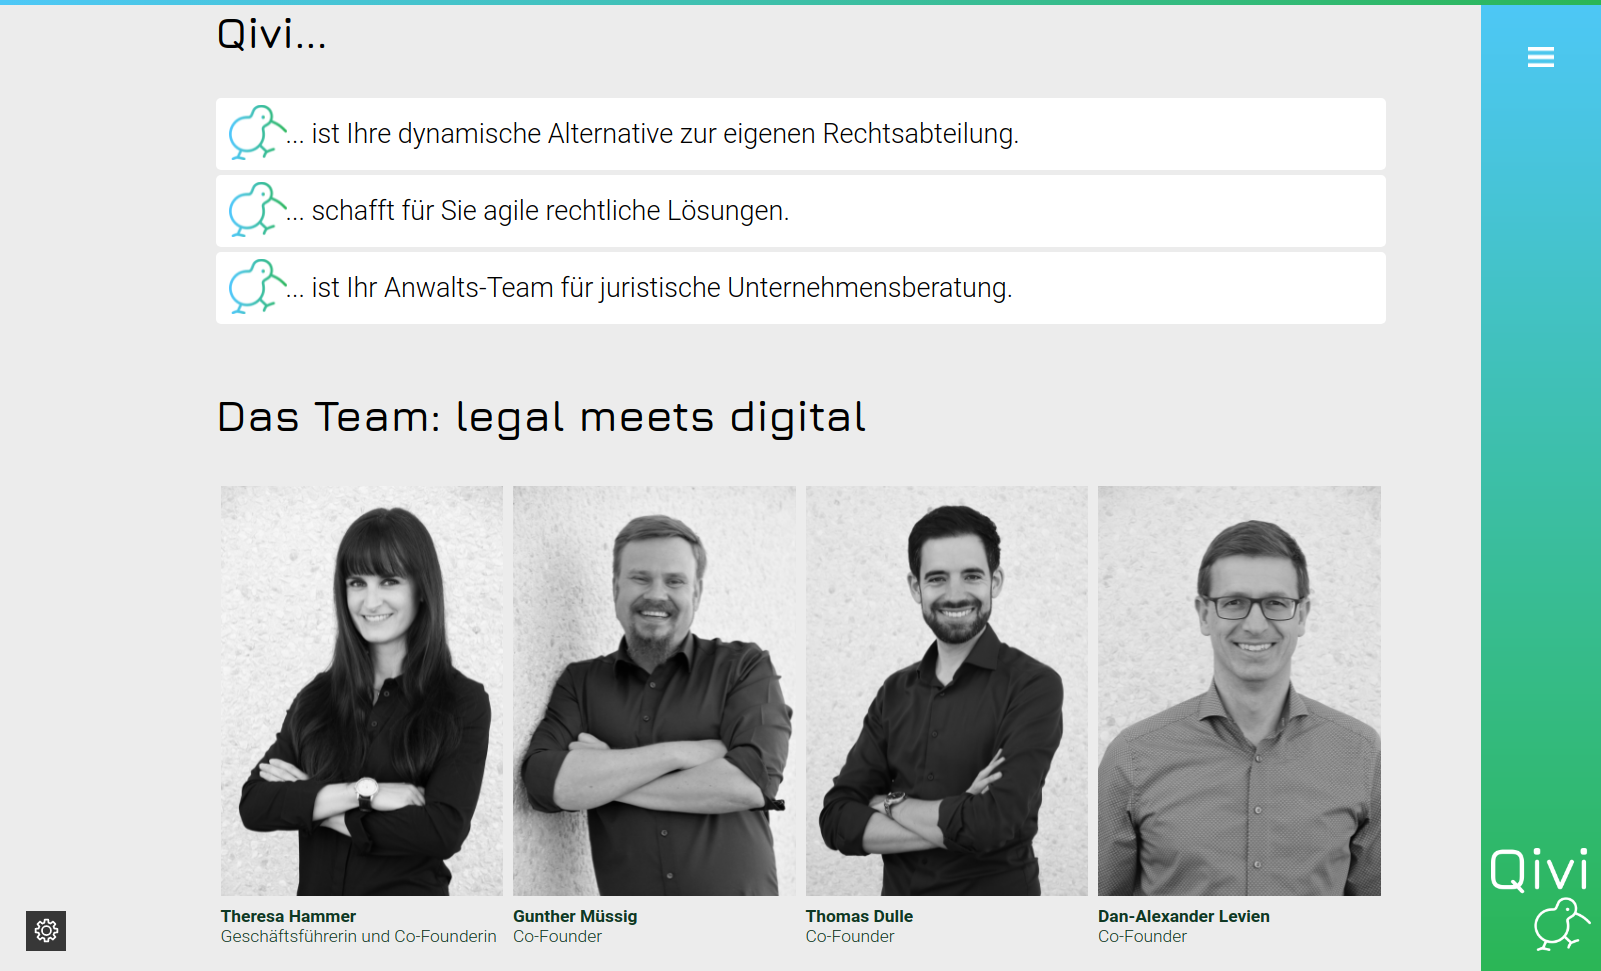 Qivi...
... ist Ihre dynamische Alternative zur eigenen Rechtsabteilung.
... schafft für Sie agile rechtliche Lösungen.
... ist Ihr Anwalts-Team für juristische Unternehmensberatung.
Das Team: legal meets digital
Theresa Hammer
Geschäftsführerin und Co-Founderin
Gunther Müssig
Co-Founder
Thomas Dulle
Co-Founder
Dan-Alexander Levien
Co-Founder
Qivi